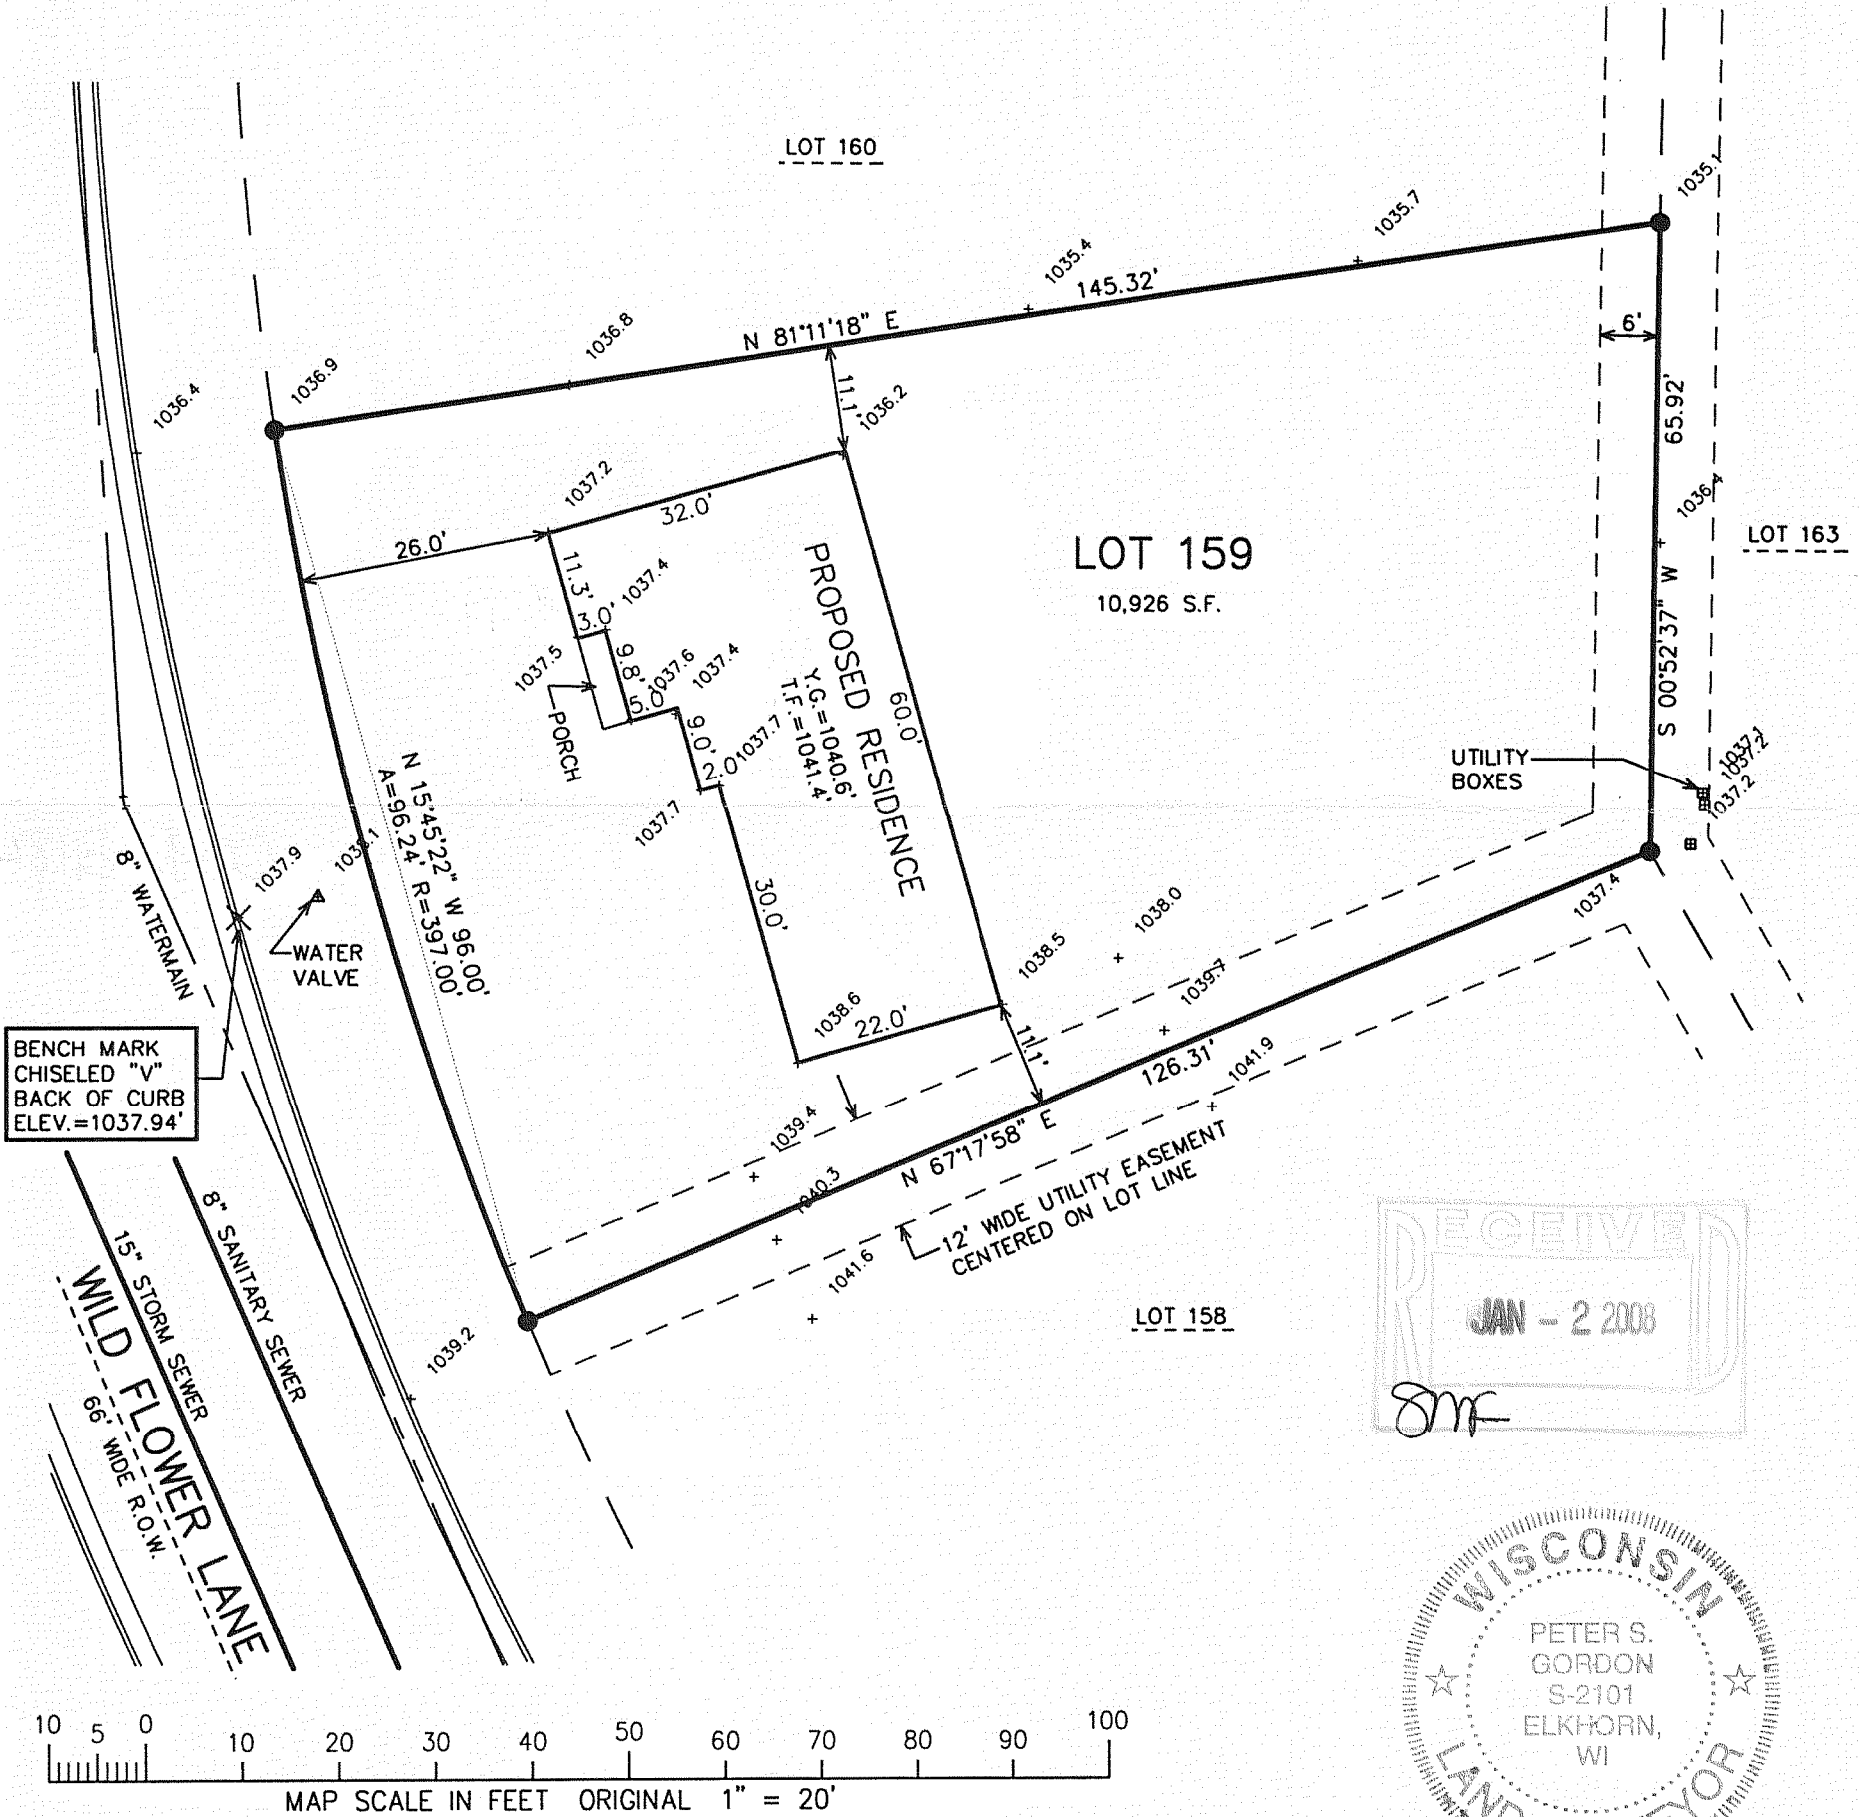 LOT 160
1035.1
1035.7
1035.4
145.32'
N 81°11'18" E
1036.8
1036.9
1036.4
6'
65.92'
11.1'
1036.2
1037.2
32.0'
26.0'
LOT 159
10,926 S.F.
1036.4
LOT 163
S 00°52'37" W
11.3'
3.0'
1037.4
1037.5
9.8'
1037.6
1037.4
5.0'
PORCH
9.0'
2.0'
1037.7
1037.7
PROPOSED RESIDENCE
Y.G.=1040.6'
T.F.=1041.4'
60.0'
30.0'
UTILITY
BOXES
1037.1
1037.2
1037.2
N 15°45'22" W 96.00'
A=96.24' R=397.00'
1037.9
8" WATERMAIN
WATER
VALVE
1037.4
1038.0
1038.5
1039.7
1038.6
22.0'
11.1'
126.31'
1041.9
BENCH MARK
CHISELED "V"
BACK OF CURB
ELEV.=1037.94'
1039.4
1040.3
N 67°17'58" E
12' WIDE UTILITY EASEMENT
CENTERED ON LOT LINE
1041.6
LOT 158
1039.2
8" SANITARY SEWER
15" STORM SEWER
WILD FLOWER LANE
66' WIDE R.O.W.
RECEIVED
JAN - 2 2008
SMF
WISCONSIN
PETER S.
GORDON
S-2101
ELKHORN,
WI
10 5 0 10 20 30 40 50 60 70 80 90 100
MAP SCALE IN FEET ORIGINAL 1" = 20'